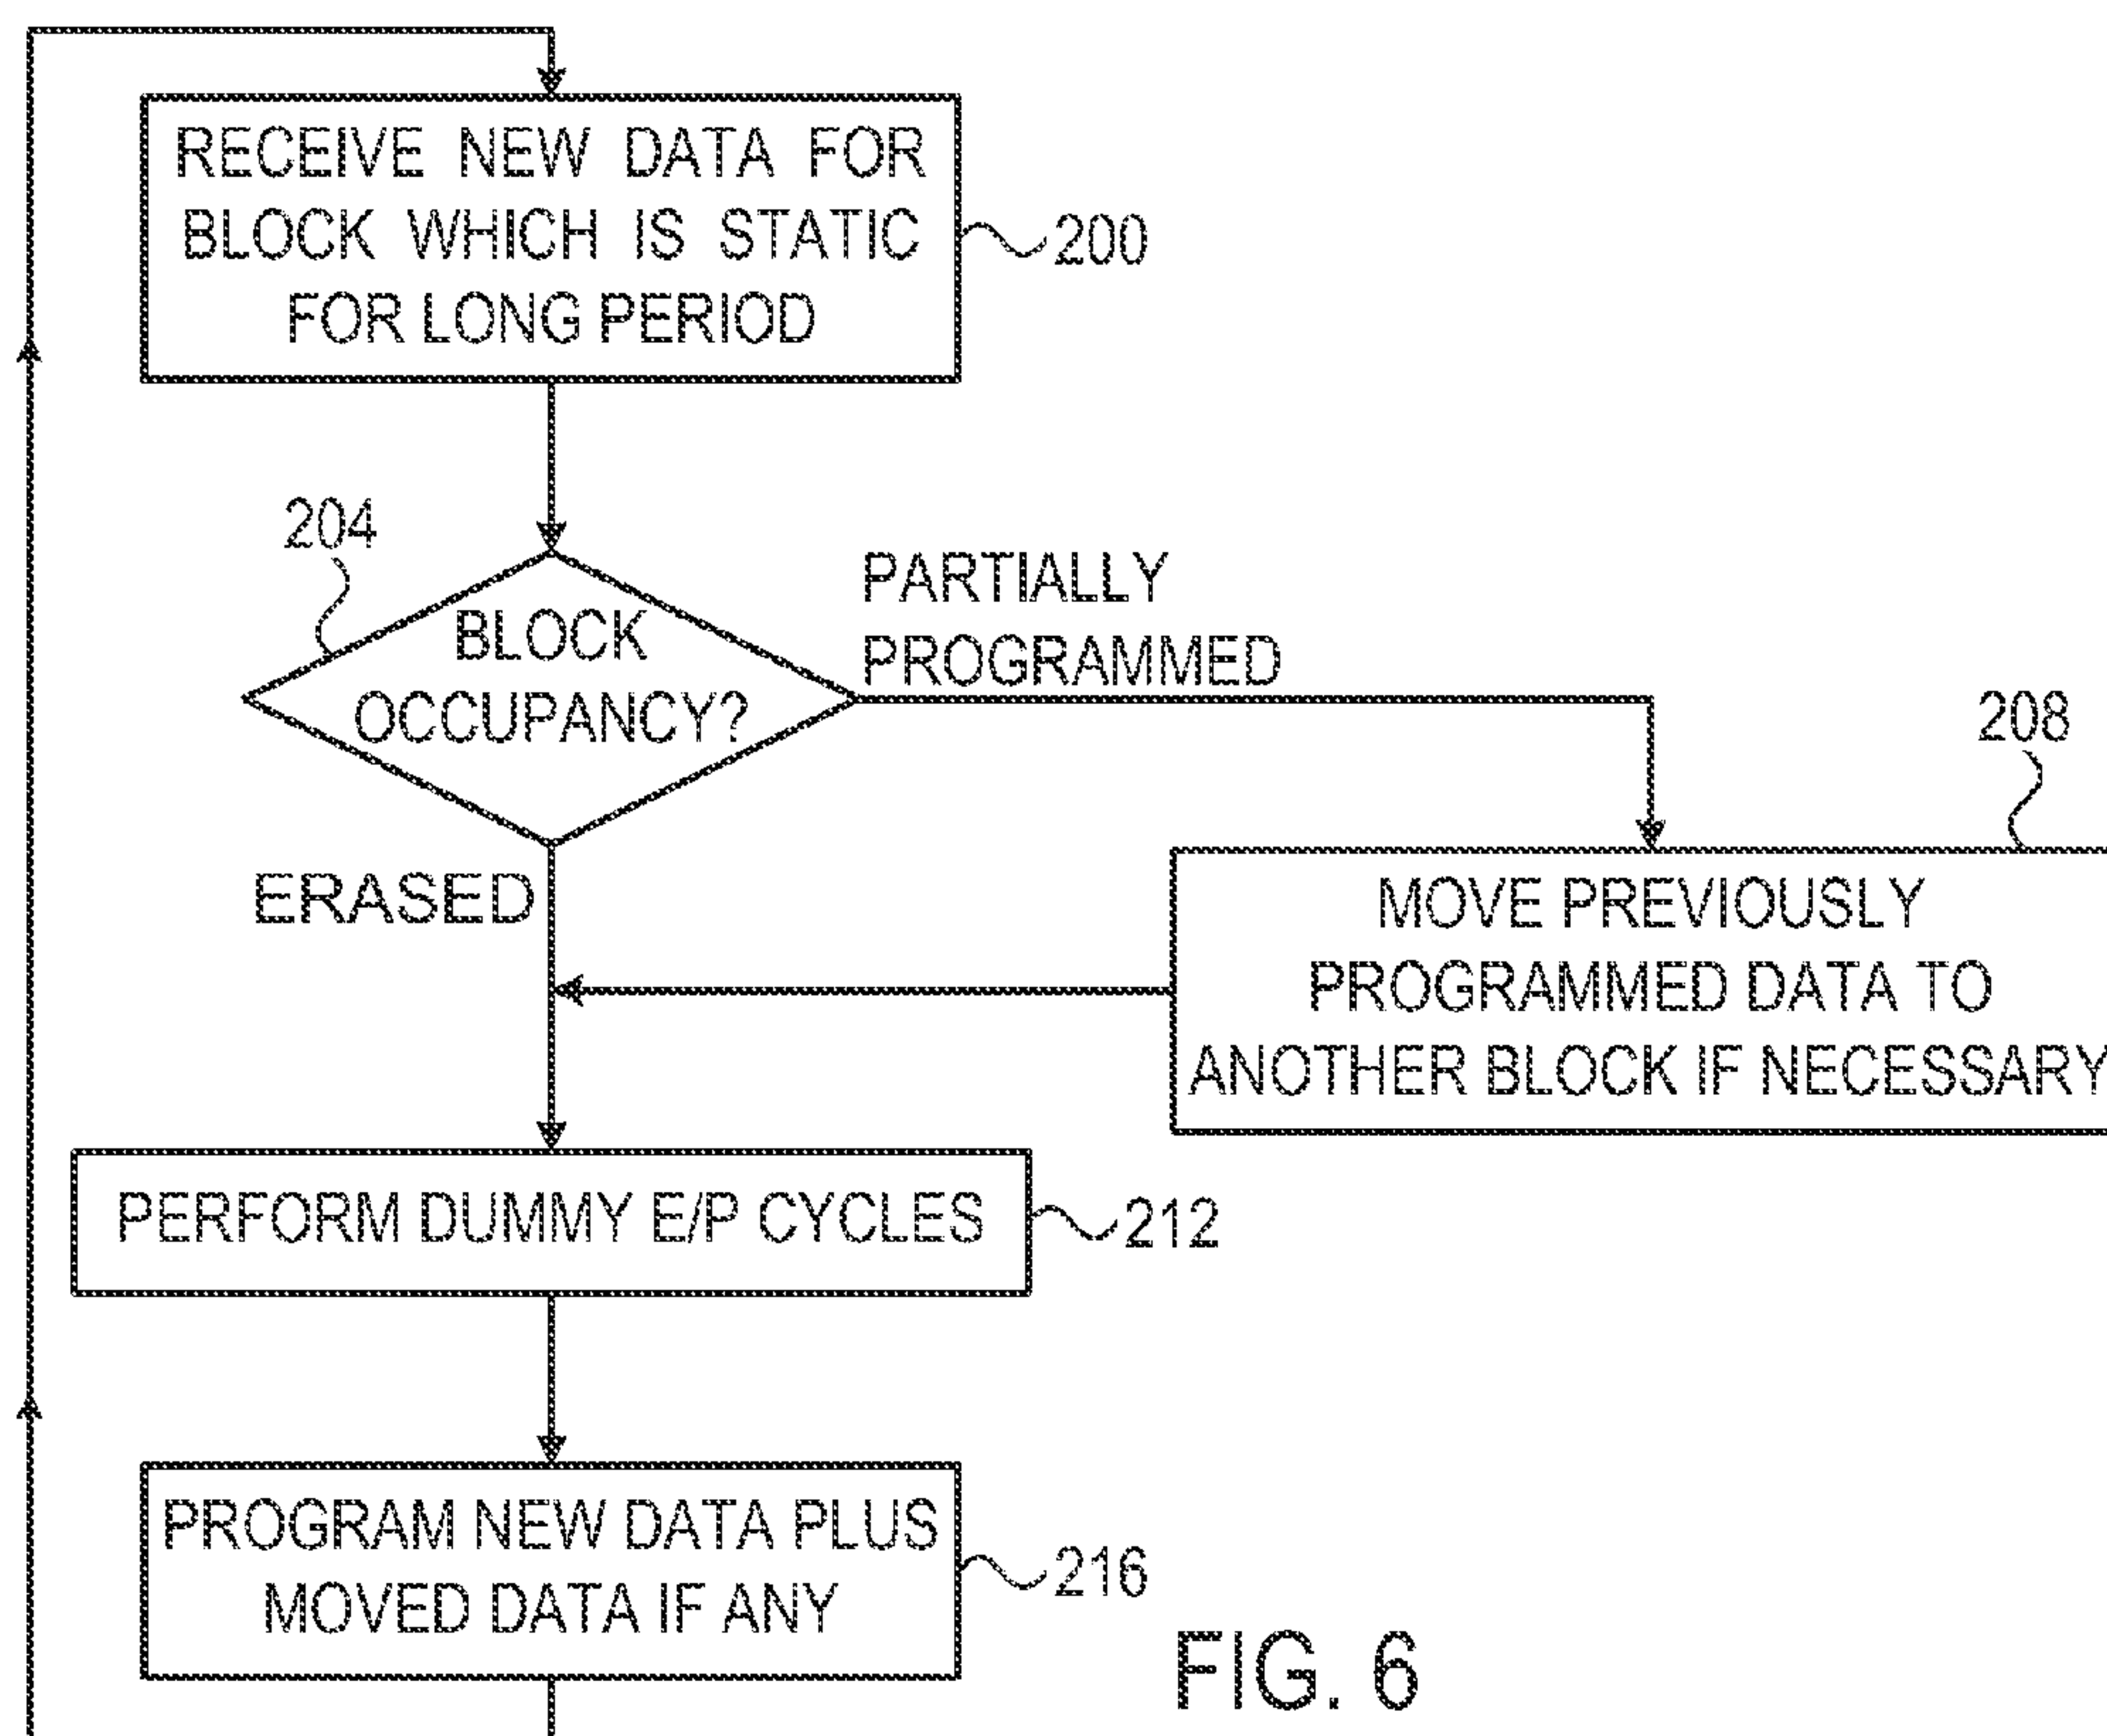 RECEIVE NEW DATA FOR
BLOCK WHICH IS STATIC
FOR LONG PERIOD
200
204
BLOCK
OCCUPANCY?
PARTIALLY
PROGRAMMED
208
ERASED
MOVE PREVIOUSLY
PROGRAMMED DATA TO
ANOTHER BLOCK IF NECESSARY
PERFORM DUMMY E/P CYCLES
212
PROGRAM NEW DATA PLUS
MOVED DATA IF ANY
216
FIG. 6